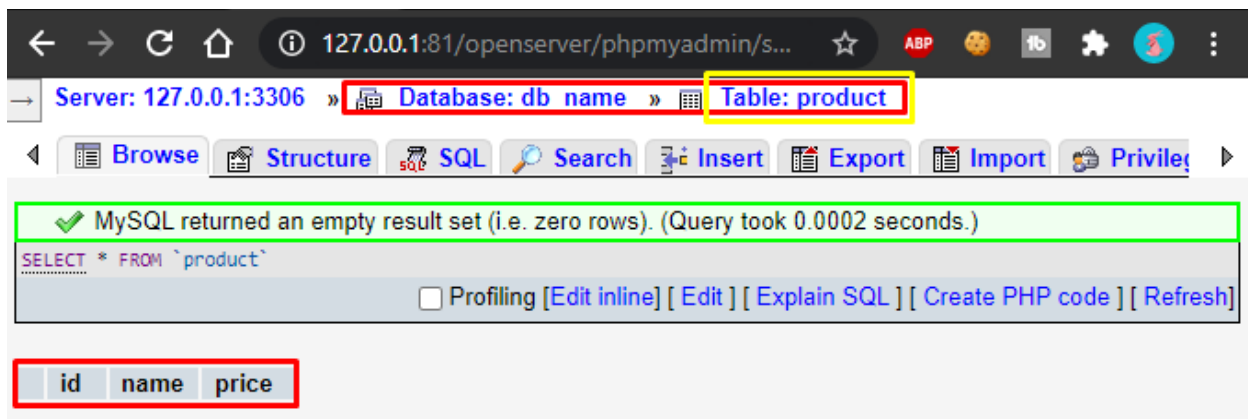 127.0.0.1:81/openserver/phpmyadmin/s... ABP 16
Server: 127.0.0.1:3306 » Database: db_name » Table: product
Browse Structure SQL Search Insert Export Import Privileg
MySQL returned an empty result set (i.e. zero rows). (Query took 0.0002 seconds.)
SELECT * FROM `product`
Profiling [Edit inline] [ Edit ] [ Explain SQL ] [ Create PHP code ] [ Refresh]
id name price